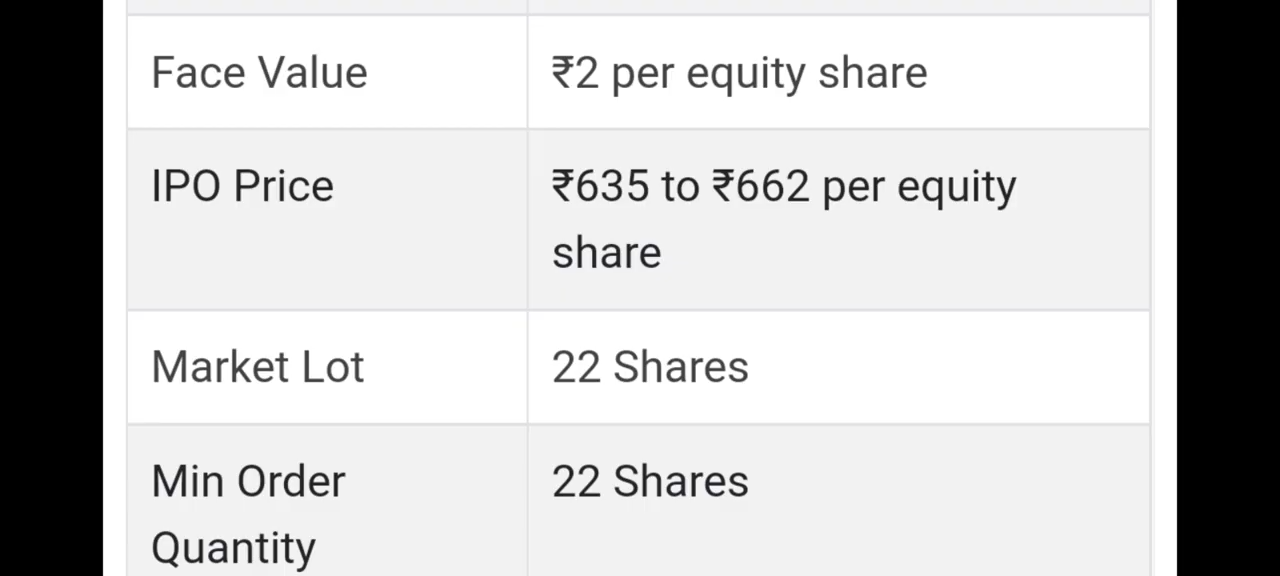 Face Value ₹2 per equity share
IPO Price ₹635 to ₹662 per equity
share
Market Lot 22 Shares
Min Order 22 Shares
Quantity